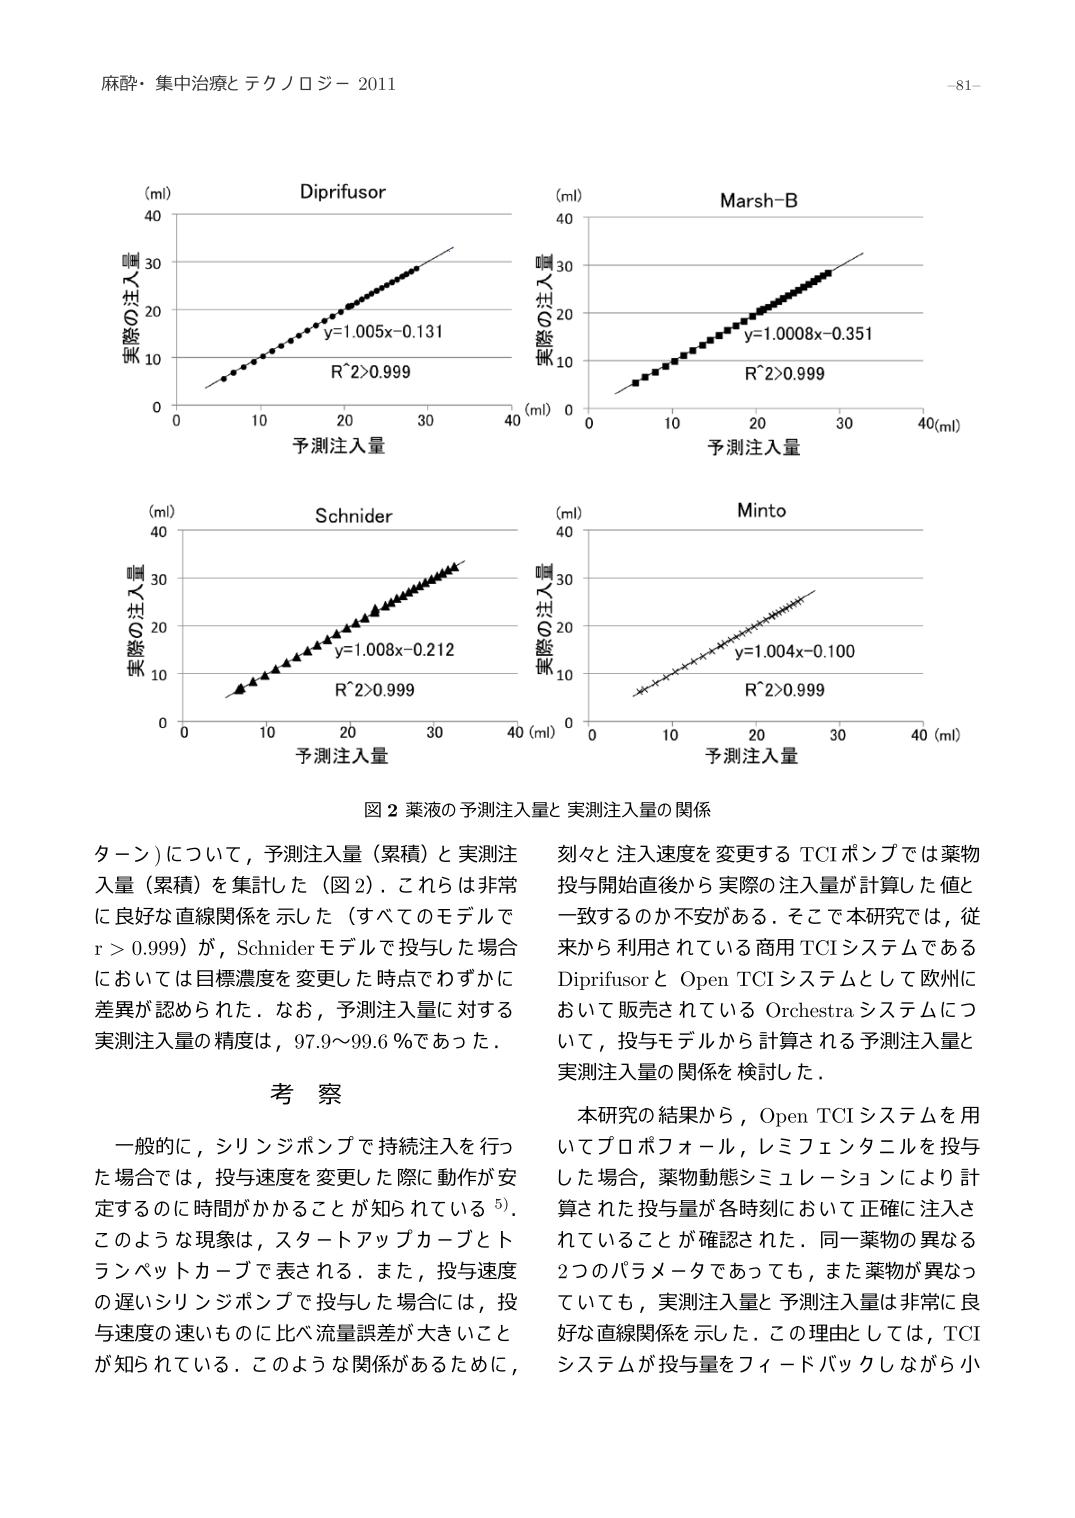 麻酔・集中治療とテクノロジー 2011
–81–
Diprifusor
(ml)
40
30
20
10
0
実際の注入量
y=1.005x-0.131
R^2>0.999
0 10 20 30 40 (ml)
予測注入量
Marsh-B
(ml)
40
30
20
10
0
実際の注入量
y=1.0008x-0.351
R^2>0.999
0 10 20 30 40(ml)
予測注入量
Schnider
(ml)
40
30
20
10
0
実際の注入量
y=1.008x-0.212
R^2>0.999
0 10 20 30 40 (ml)
予測注入量
Minto
(ml)
40
30
20
10
0
実際の注入量
y=1.004x-0.100
R^2>0.999
0 10 20 30 40 (ml)
予測注入量
図 2 薬液の予測注入量と実測注入量の関係
ターン)について，予測注入量（累積）と実測注
入量（累積）を集計した（図2）．これらは非常
に良好な直線関係を示した（すべてのモデルで
r > 0.999）が，Schniderモデルで投与した場合
においては目標濃度を変更した時点でわずかに
差異が認められた．なお，予測注入量に対する
実測注入量の精度は，97.9〜99.6 %であった．
考 察
一般的に，シリンジポンプで持続注入を行っ
た場合では，投与速度を変更した際に動作が安
定するのに時間がかかることが知られている 5)．
このような現象は，スタートアップカーブとト
ランペットカーブで表される．また，投与速度
の遅いシリンジポンプで投与した場合には，投
与速度の速いものに比べ流量誤差が大きいこと
が知られている．このような関係があるために，
刻々と注入速度を変更する TCIポンプでは薬物
投与開始直後から実際の注入量が計算した値と
一致するのか不安がある．そこで本研究では，従
来から利用されている商用 TCIシステムである
Diprifusorと Open TCIシステムとして欧州に
おいて販売されている Orchestraシステムにつ
いて，投与モデルから計算される予測注入量と
実測注入量の関係を検討した．
本研究の結果から，Open TCIシステムを用
いてプロポフォール，レミフェンタニルを投与
した場合，薬物動態シミュレーションにより計
算された投与量が各時刻において正確に注入さ
れていることが確認された．同一薬物の異なる
2つのパラメータであっても，また薬物が異なっ
ていても，実測注入量と予測注入量は非常に良
好な直線関係を示した．この理由としては，TCI
システムが投与量をフィードバックしながら小